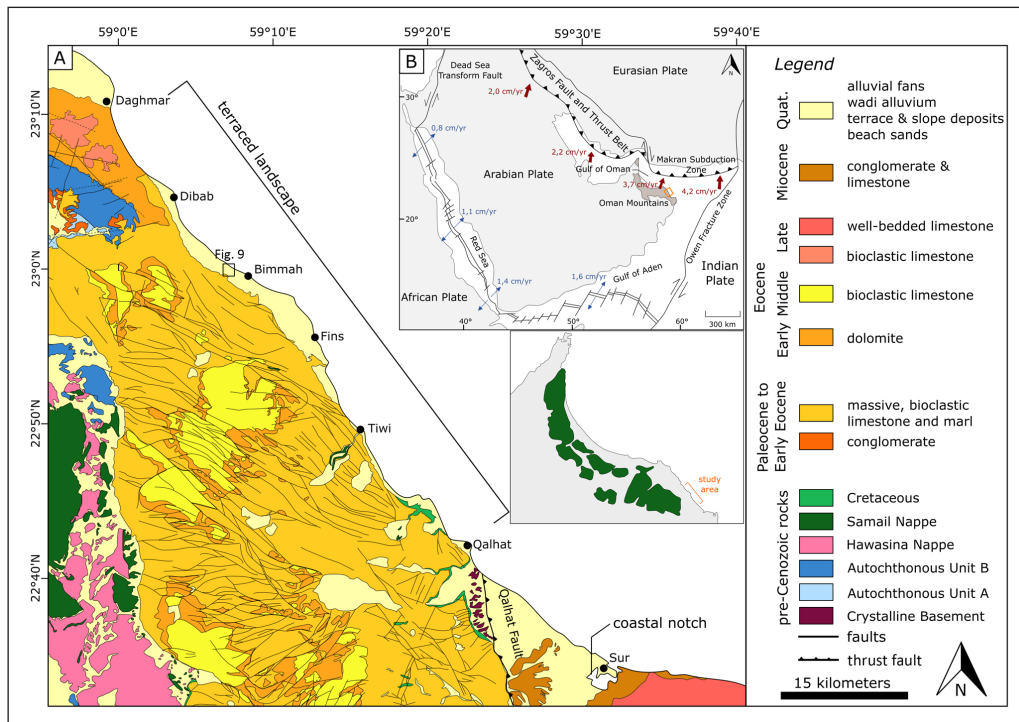 59°0'E
59°10'E
59°20'E
59°30'E
59°40'E
A
23°10'N
23°0'N
22°50'N
22°40'N
Daghmar
Dibab
Fig. 9
Bimmah
Fins
Tiwi
Qalhat
Sur
terraced landscape
Qalhat Fault
coastal notch
B
N
Dead Sea
Transform Fault
Eurasian Plate
Zagros Fault and Thrust Belt
2,0 cm/yr
30°
0,8 cm/yr
2,2 cm/yr
Makran Subduction
Zone
Gulf of Oman
Arabian Plate
3,7 cm/yr
4,2 cm/yr
Oman Mountains
20°
1,1 cm/yr
Red Sea
Owen Fracture Zone
1,6 cm/yr
Gulf of Aden
Indian
Plate
1,4 cm/yr
African Plate
40°
50°
60°
300 km
study
area
Legend
Quat.
alluvial fans
wadi alluvium
terrace & slope deposits
beach sands
Miocene
conglomerate &
limestone
Eocene
Late
well-bedded limestone
bioclastic limestone
Middle
bioclastic limestone
Early
dolomite
Paleocene to
Early Eocene
massive, bioclastic
limestone and marl
conglomerate
pre-Cenozoic rocks
Cretaceous
Samail Nappe
Hawasina Nappe
Autochthonous Unit B
Autochthonous Unit A
Crystalline Basement
faults
thrust fault
15 kilometers
N